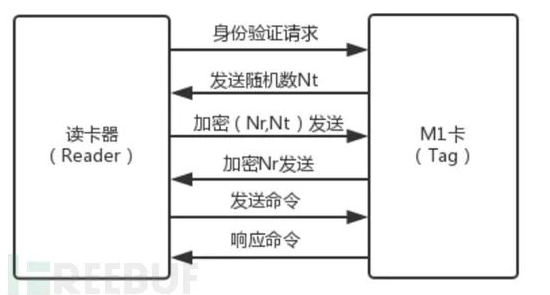 身份验证请求
发送随机数Nt
加密（Nr,Nt）发送
加密Nr发送
发送命令
响应命令
读卡器
（Reader）
M1卡
（Tag）
REEBUF